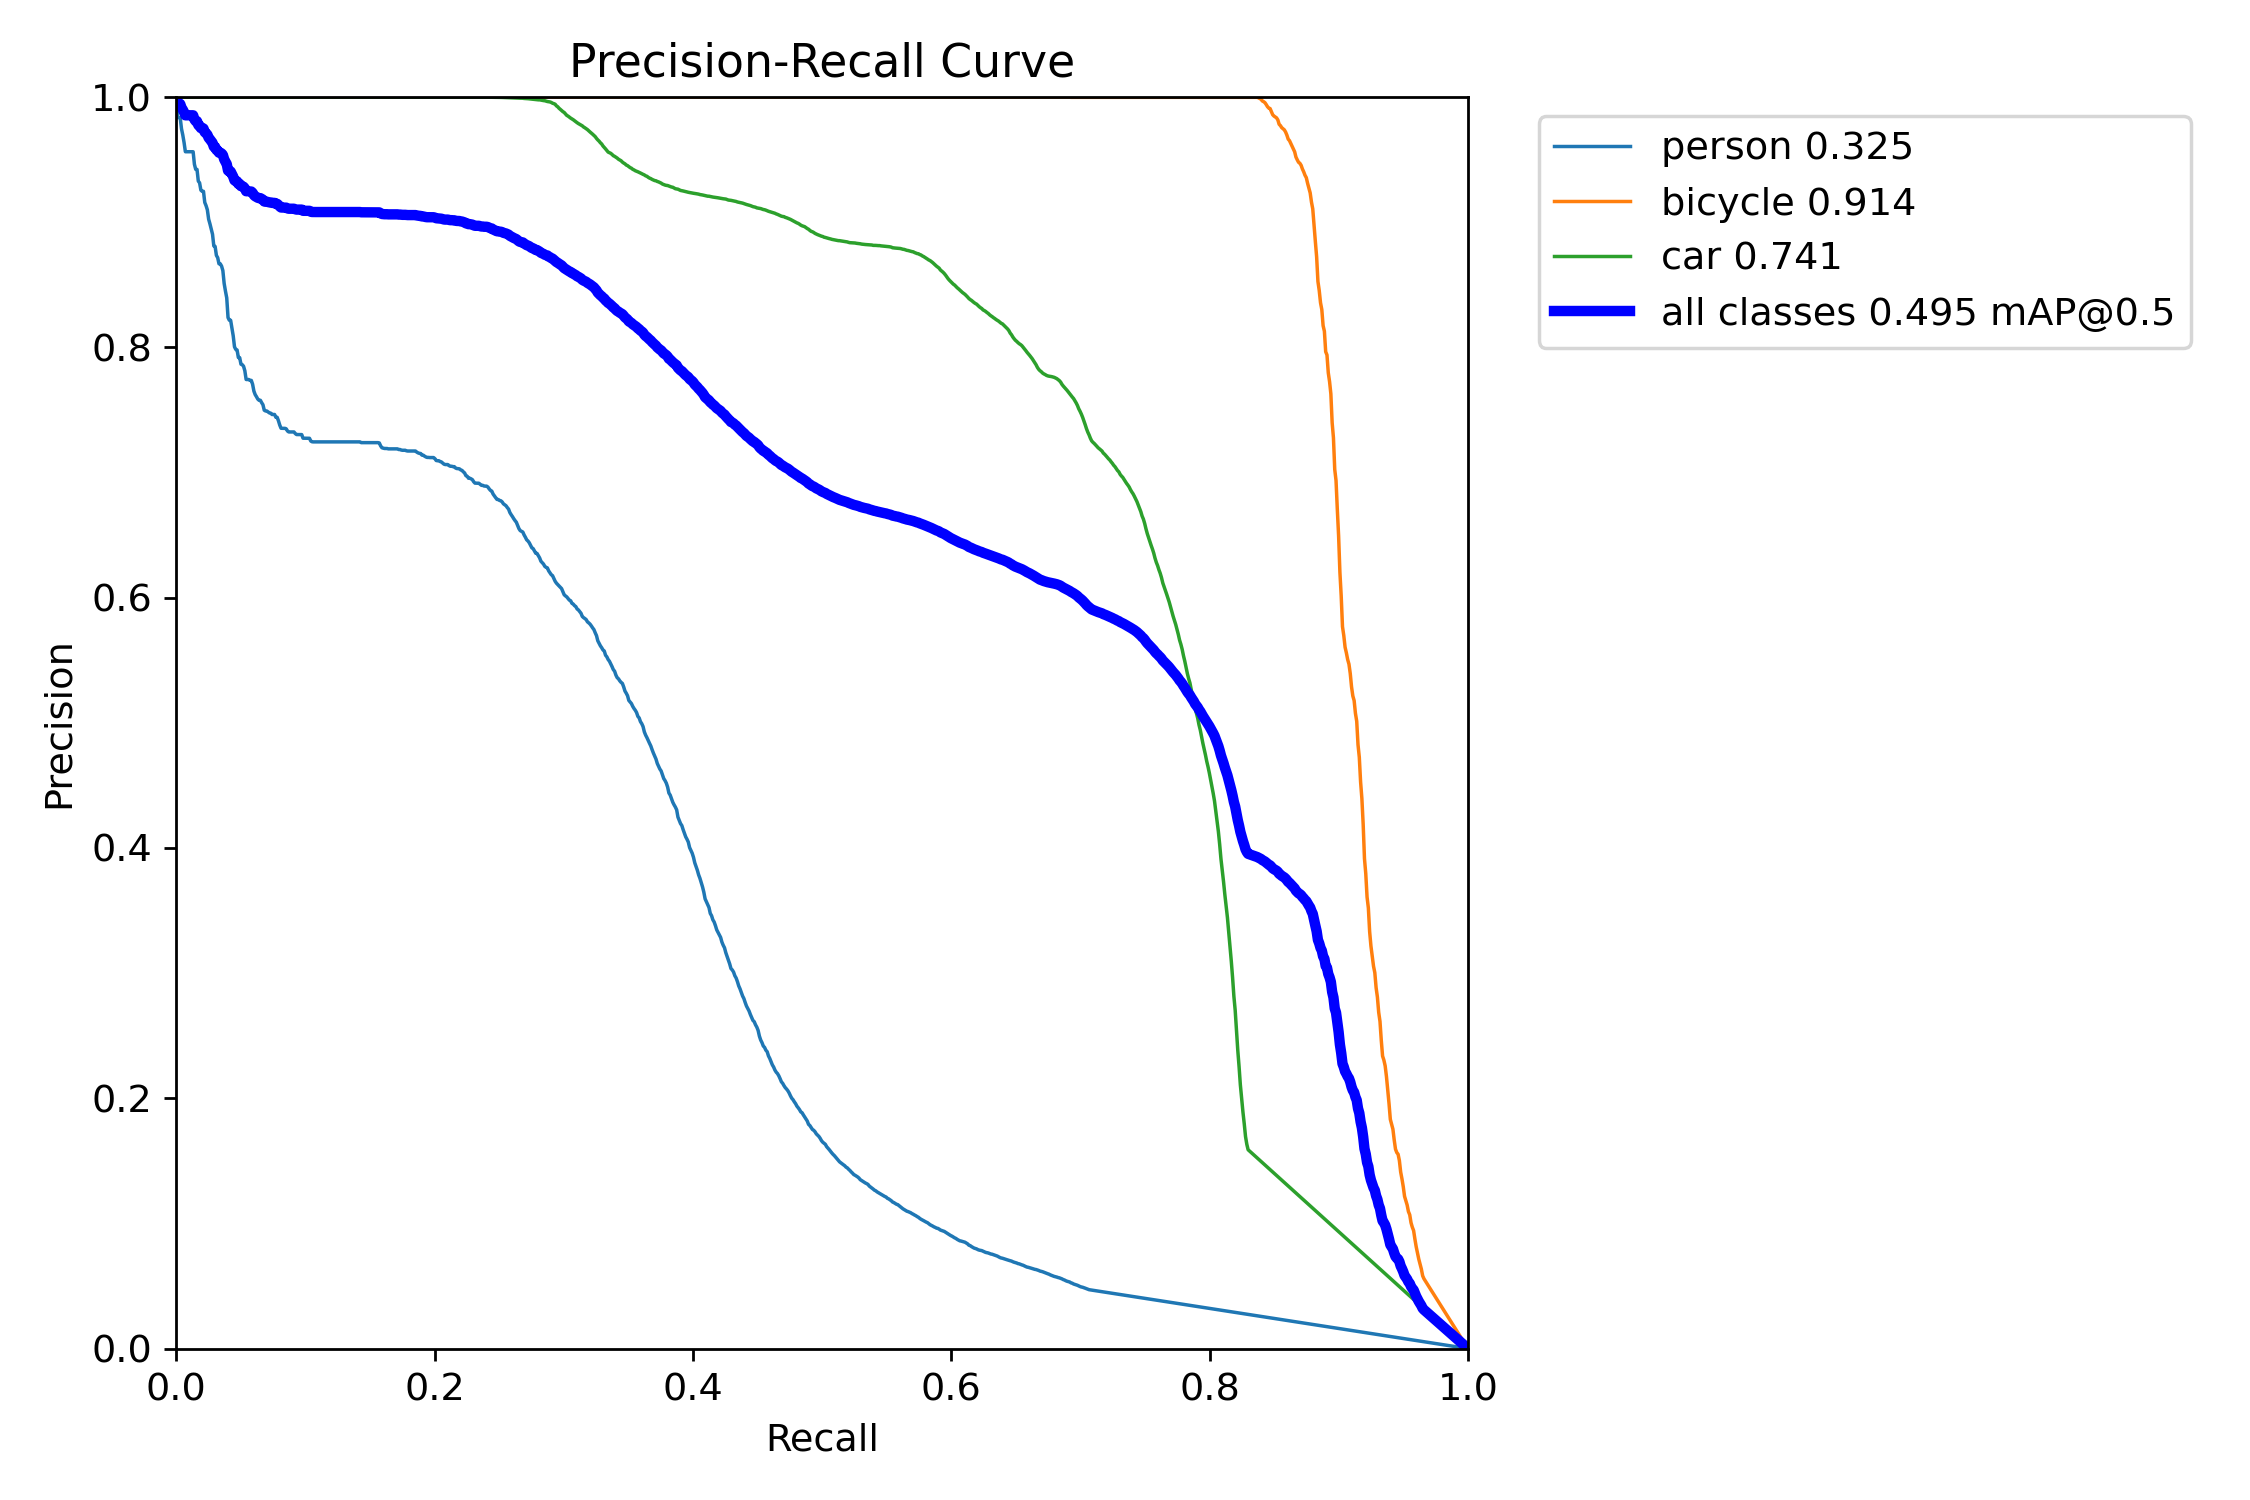 Precision-Recall Curve
1.0
0.8
0.6
0.4
0.2
0.0
Precision
0.0 0.2 0.4 0.6 0.8 1.0
Recall
person 0.325
bicycle 0.914
car 0.741
all classes 0.495 mAP@0.5